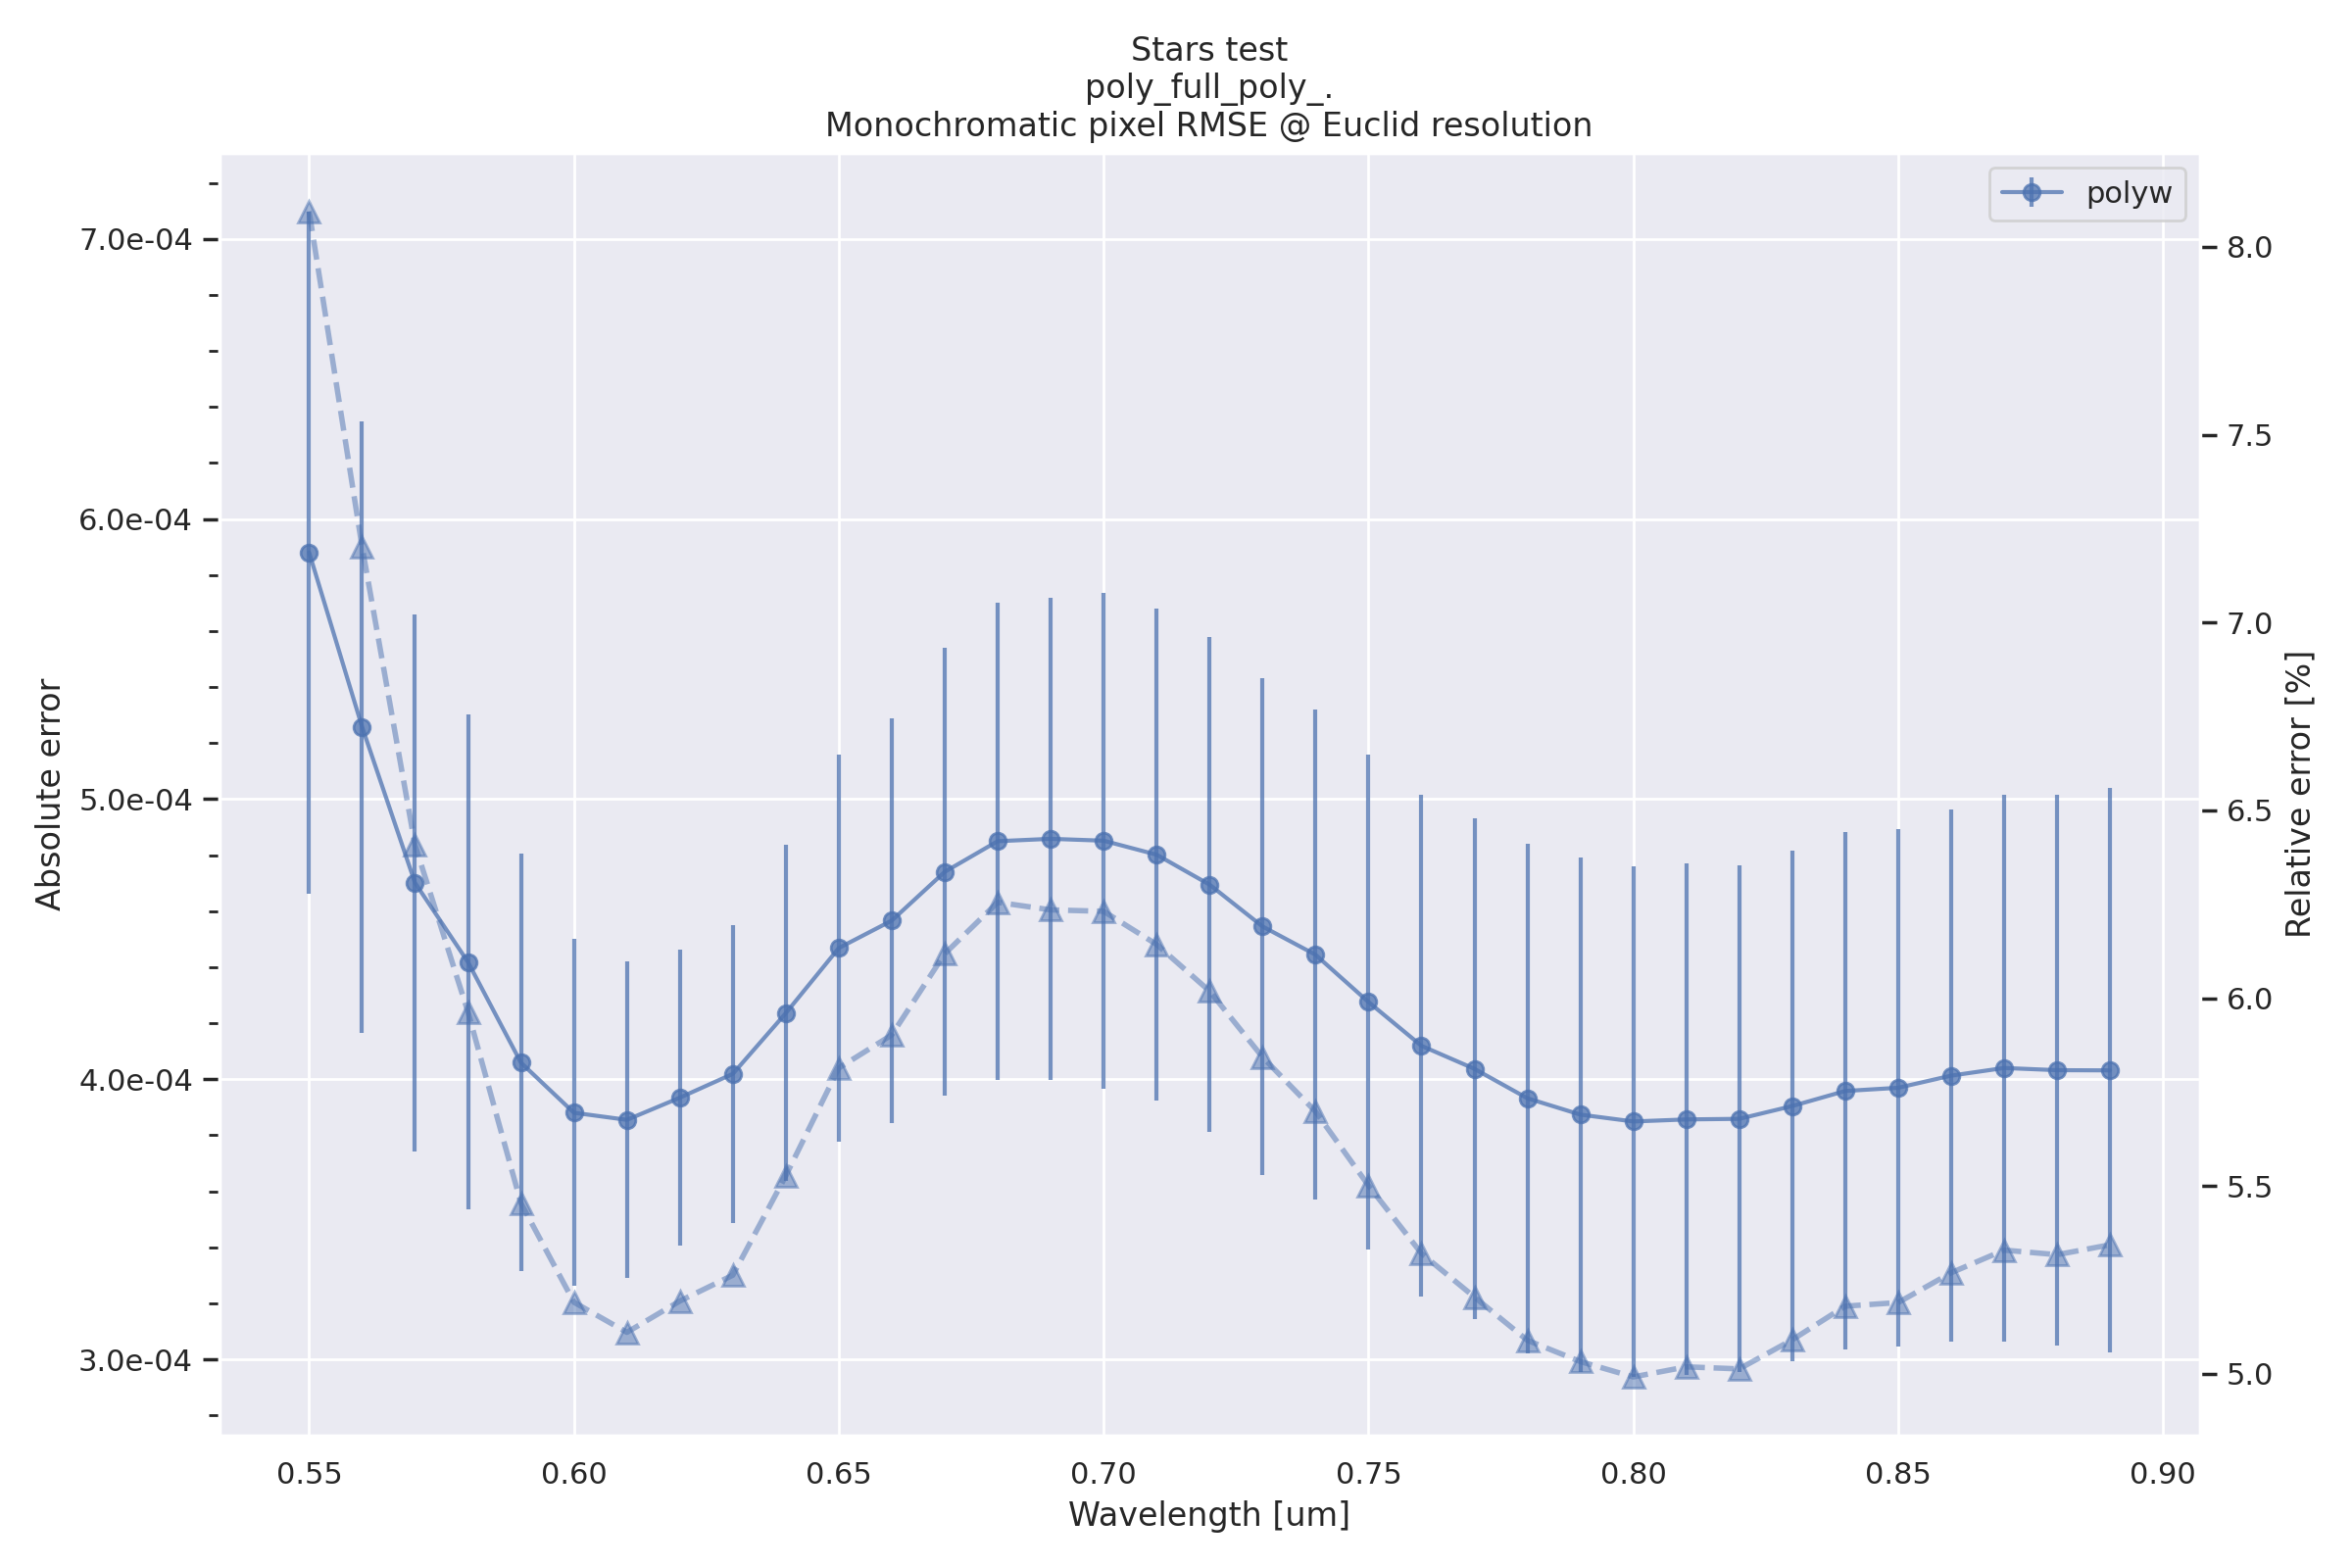 Stars test
poly_full_poly_.
Monochromatic pixel RMSE @ Euclid resolution
polyw
7.0e-04
6.0e-04
5.0e-04
4.0e-04
3.0e-04
Absolute error
8.0
7.5
7.0
6.5
6.0
5.5
5.0
Relative error [%]
0.55 0.60 0.65 0.70 0.75 0.80 0.85 0.90
Wavelength [um]